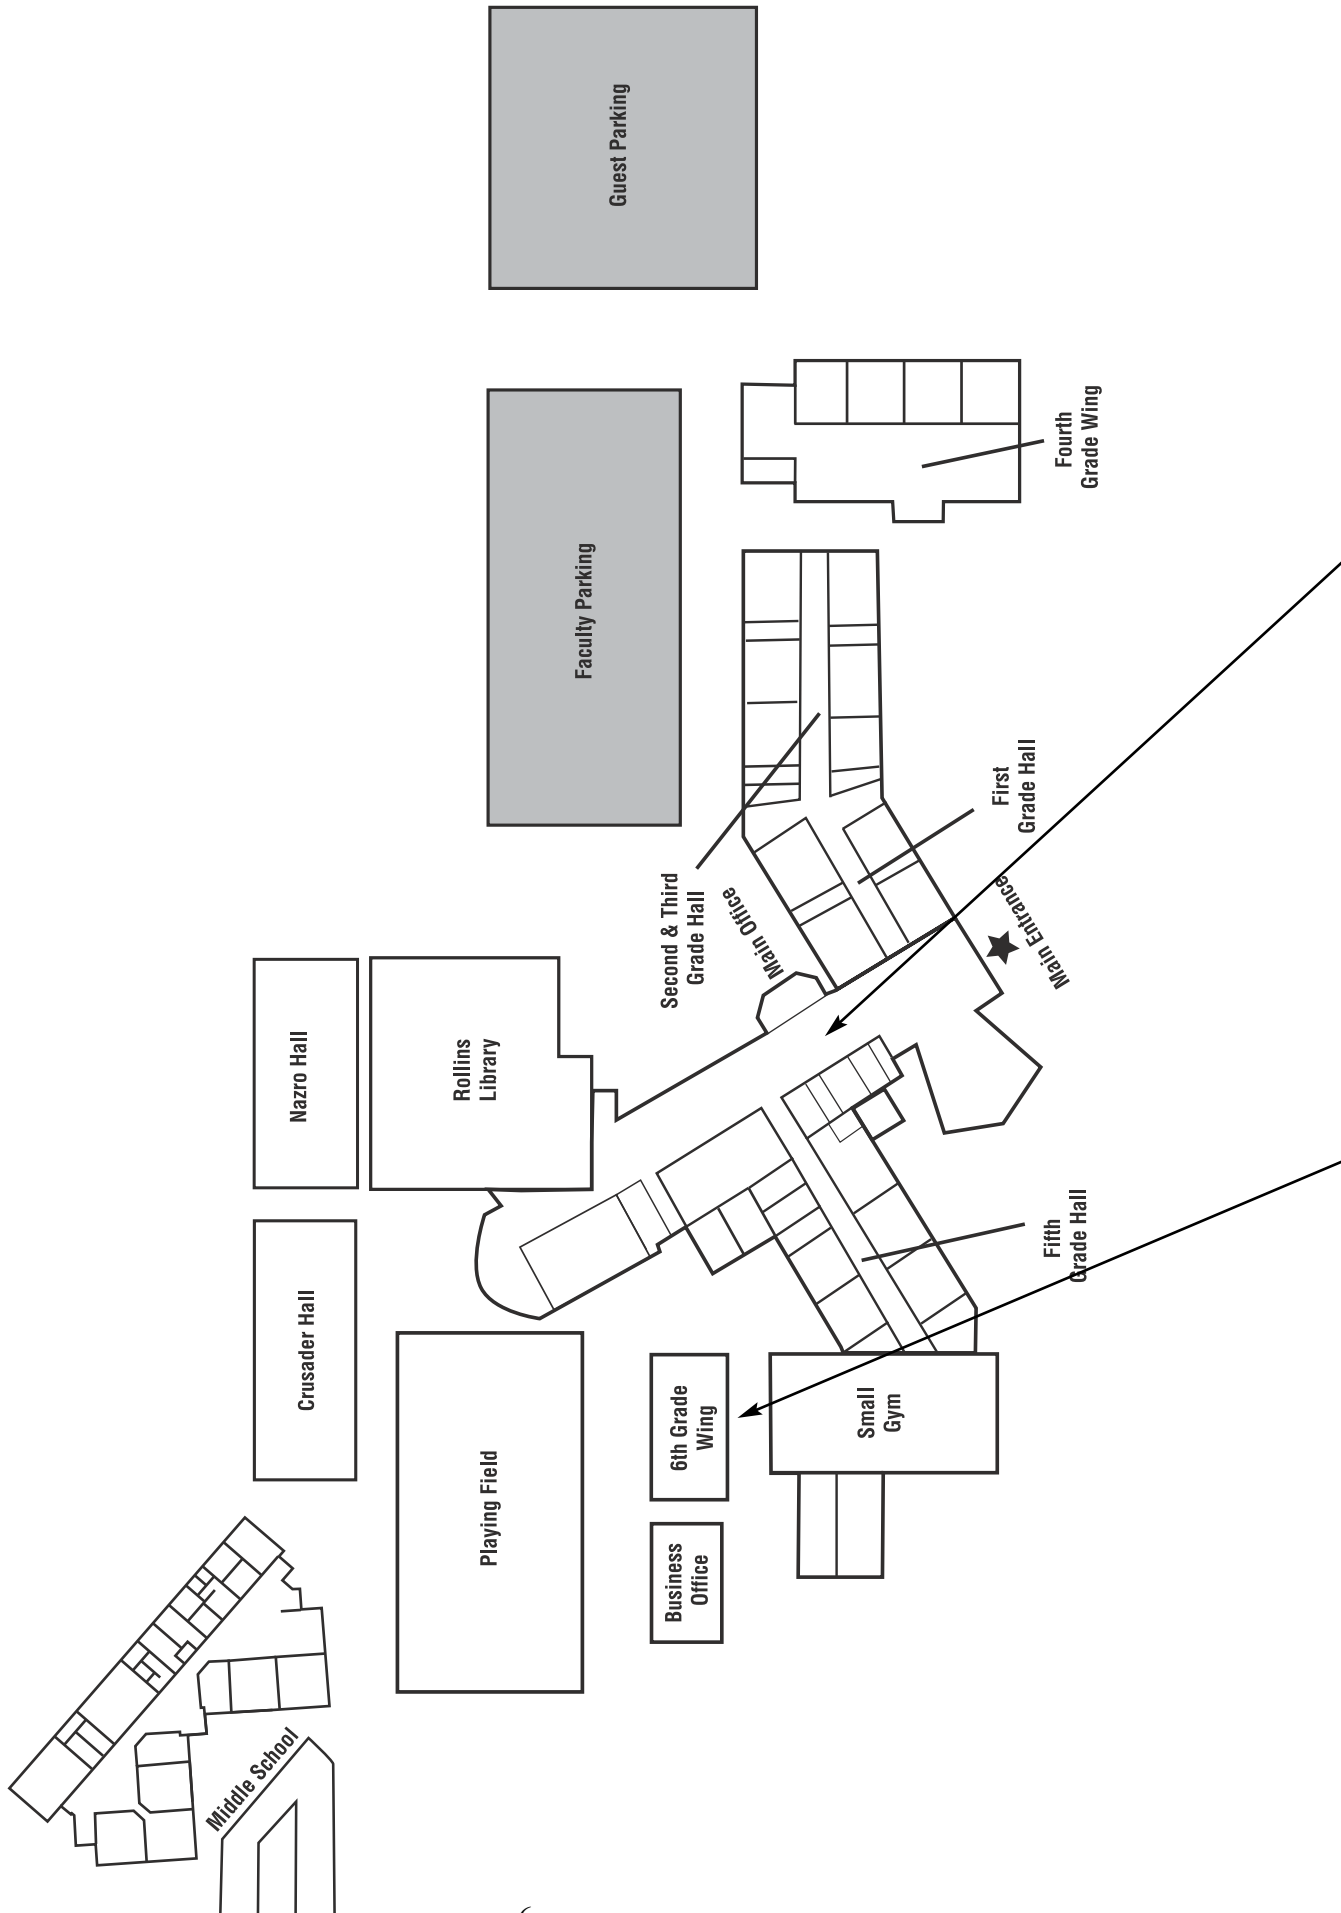 Guest Parking
Faculty Parking
Fourth
Grade Wing
Second & Third
Grade Hall
First
Grade Hall
Main Office
Main Entrance
Nazro Hall
Rollins
Library
Crusader Hall
Fifth
Grade Hall
6th Grade
Wing
Small
Gym
Playing Field
Business
Office
Middle School